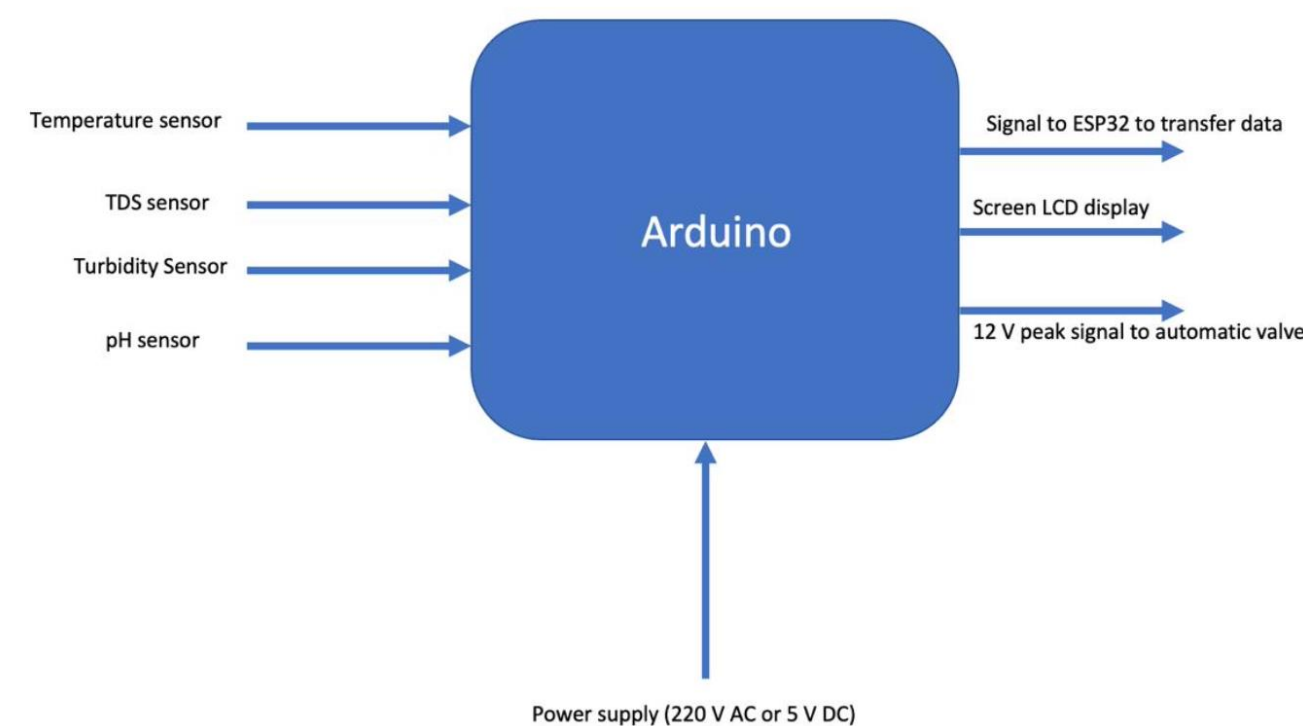 Temperature sensor
TDS sensor
Turbidity Sensor
pH sensor
Arduino
Signal to ESP32 to transfer data
Screen LCD display
12 V peak signal to automatic valve
Power supply (220 V AC or 5 V DC)